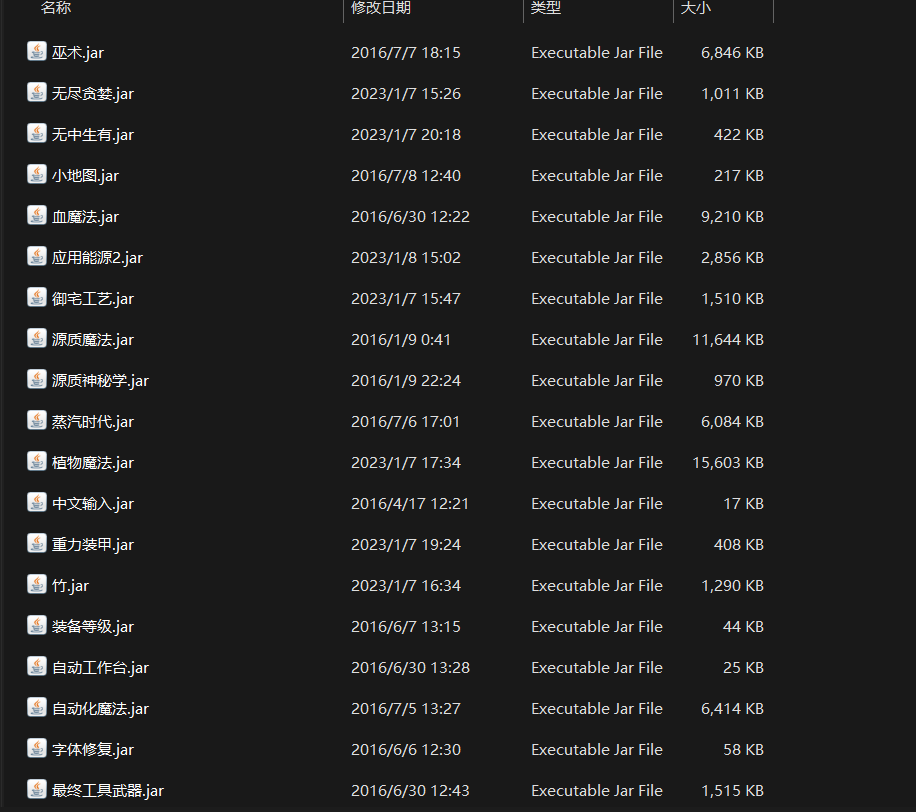 名称 修改日期 类型 大小
巫术.jar 2016/7/7 18:15 Executable Jar File 6,846 KB
无尽贪婪.jar 2023/1/7 15:26 Executable Jar File 1,011 KB
无中生有.jar 2023/1/7 20:18 Executable Jar File 422 KB
小地图.jar 2016/7/8 12:40 Executable Jar File 217 KB
血魔法.jar 2016/6/30 12:22 Executable Jar File 9,210 KB
应用能源2.jar 2023/1/8 15:02 Executable Jar File 2,856 KB
御宅工艺.jar 2023/1/7 15:47 Executable Jar File 1,510 KB
源质魔法.jar 2016/1/9 0:41 Executable Jar File 11,644 KB
源质神秘学.jar 2016/1/9 22:24 Executable Jar File 970 KB
蒸汽时代.jar 2016/7/6 17:01 Executable Jar File 6,084 KB
植物魔法.jar 2023/1/7 17:34 Executable Jar File 15,603 KB
中文输入.jar 2016/4/17 12:21 Executable Jar File 17 KB
重力装甲.jar 2023/1/7 19:24 Executable Jar File 408 KB
竹.jar 2023/1/7 16:34 Executable Jar File 1,290 KB
装备等级.jar 2016/6/7 13:15 Executable Jar File 44 KB
自动工作台.jar 2016/6/30 13:28 Executable Jar File 25 KB
自动化魔法.jar 2016/7/5 13:27 Executable Jar File 6,414 KB
字体修复.jar 2016/6/6 12:30 Executable Jar File 58 KB
最终工具武器.jar 2016/6/30 12:43 Executable Jar File 1,515 KB